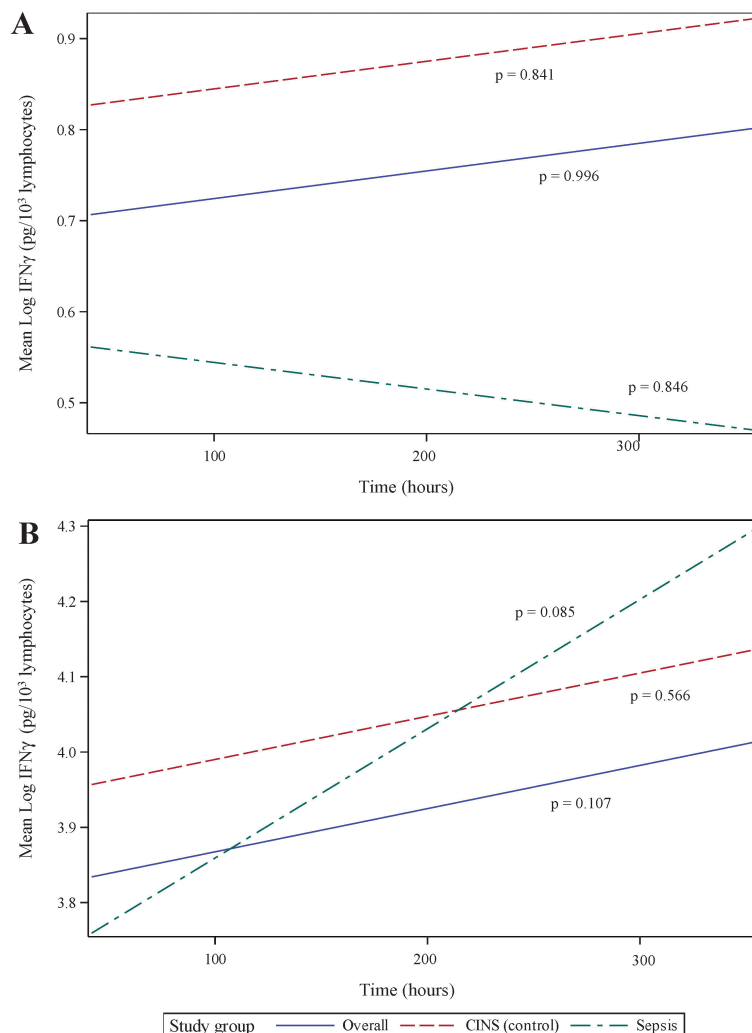 A
Mean Log IFNγ (pg/10³ lymphocytes)
0.9
0.8
0.7
0.6
0.5
p = 0.841
p = 0.996
p = 0.846
100
200
300
Time (hours)
B
Mean Log IFNγ (pg/10³ lymphocytes)
4.3
4.2
4.1
4.0
3.9
3.8
p = 0.085
p = 0.566
p = 0.107
100
200
300
Time (hours)
Study group Overall CINS (control) Sepsis